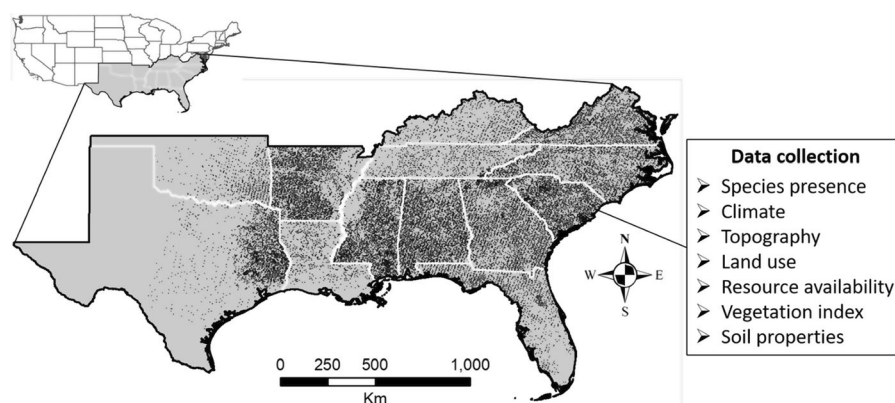 Data collection
Species presence
Climate
Topography
Land use
Resource availability
Vegetation index
Soil properties
N
W E
S
0 250 500 1,000
Km